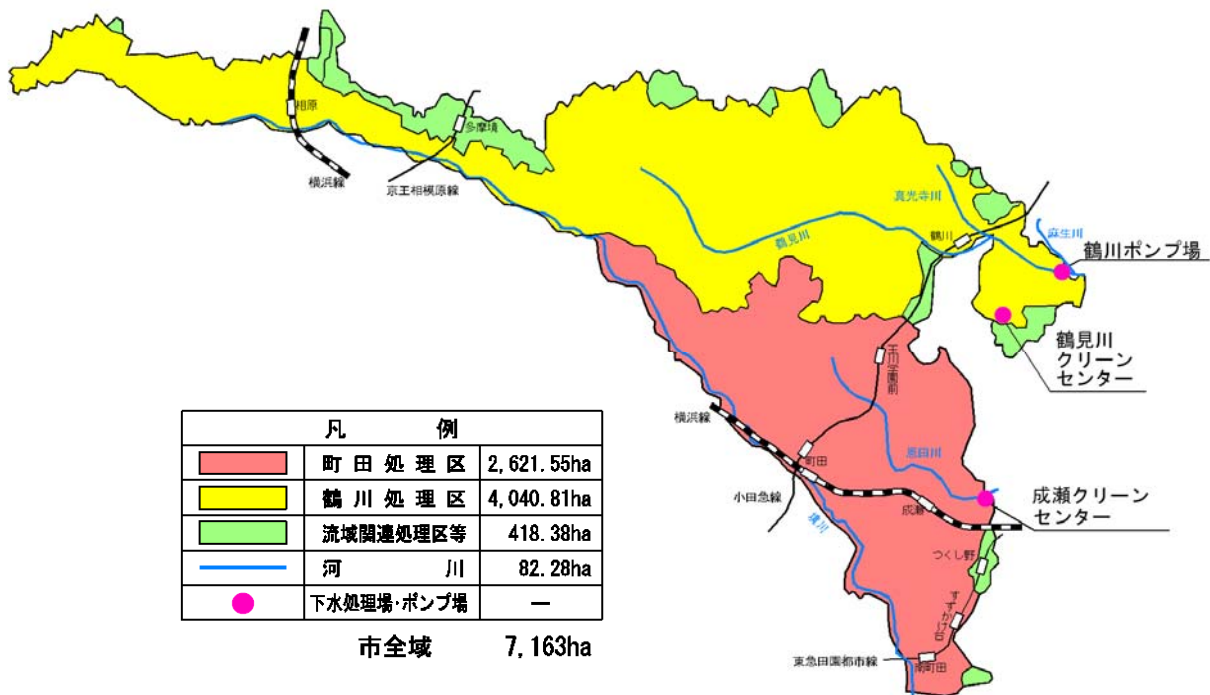 相原
横浜線
多摩境
京王相模原線
真光寺川
麻生川
鶴見川
鶴川
鶴川ポンプ場
鶴見川
クリーン
センター
玉川学園前
横浜線
町田
小田急線
恩田川
成瀬
成瀬クリーン
センター
境川
つくし野
すずかけ台
南町田
東急田園都市線
凡 例
町田処理区 2,621.55ha
鶴川処理区 4,040.81ha
流域関連処理区等 418.38ha
河 川 82.28ha
下水処理場・ポンプ場 ―
市全域 7,163ha